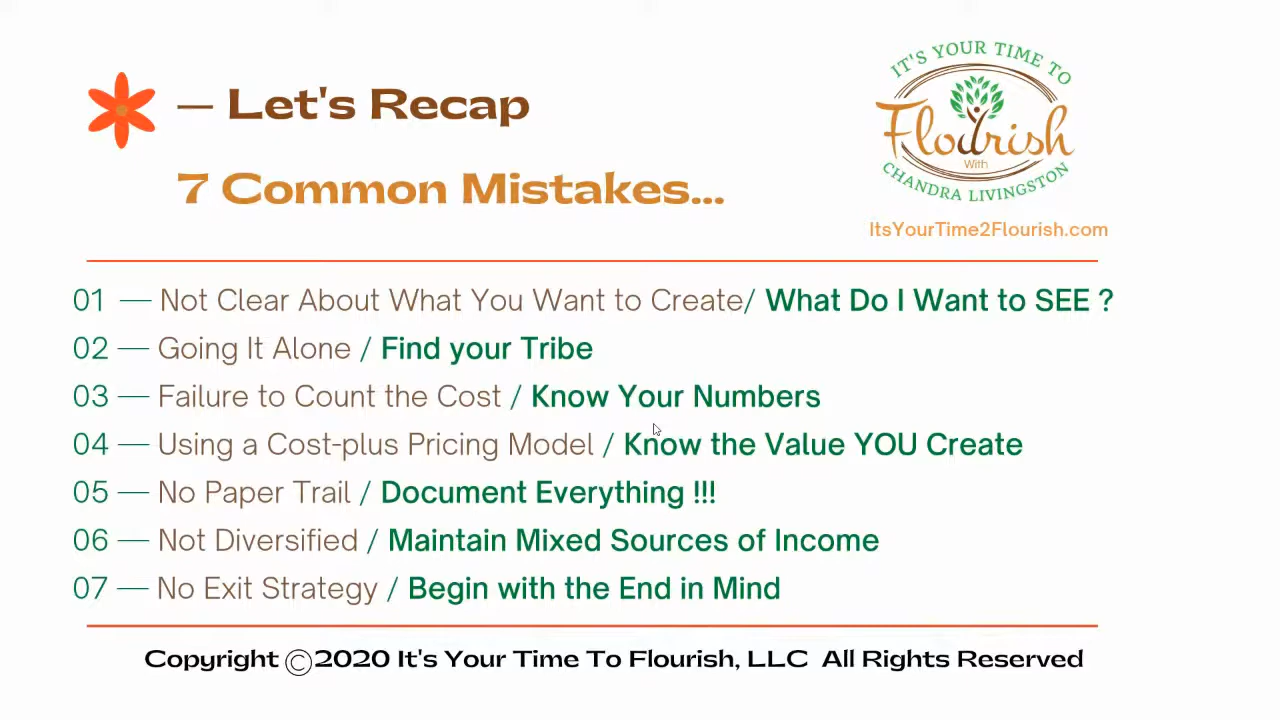 — Let's Recap
7 Common Mistakes...
IT'S YOUR TIME TO
Flourish
With
CHANDRA LIVINGSTON
ItsYourTime2Flourish.com
01 — Not Clear About What You Want to Create/ What Do I Want to SEE ?
02 — Going It Alone / Find your Tribe
03 — Failure to Count the Cost / Know Your Numbers
04 — Using a Cost-plus Pricing Model / Know the Value YOU Create
05 — No Paper Trail / Document Everything !!!
06 — Not Diversified / Maintain Mixed Sources of Income
07 — No Exit Strategy / Begin with the End in Mind
Copyright ©2020 It's Your Time To Flourish, LLC All Rights Reserved